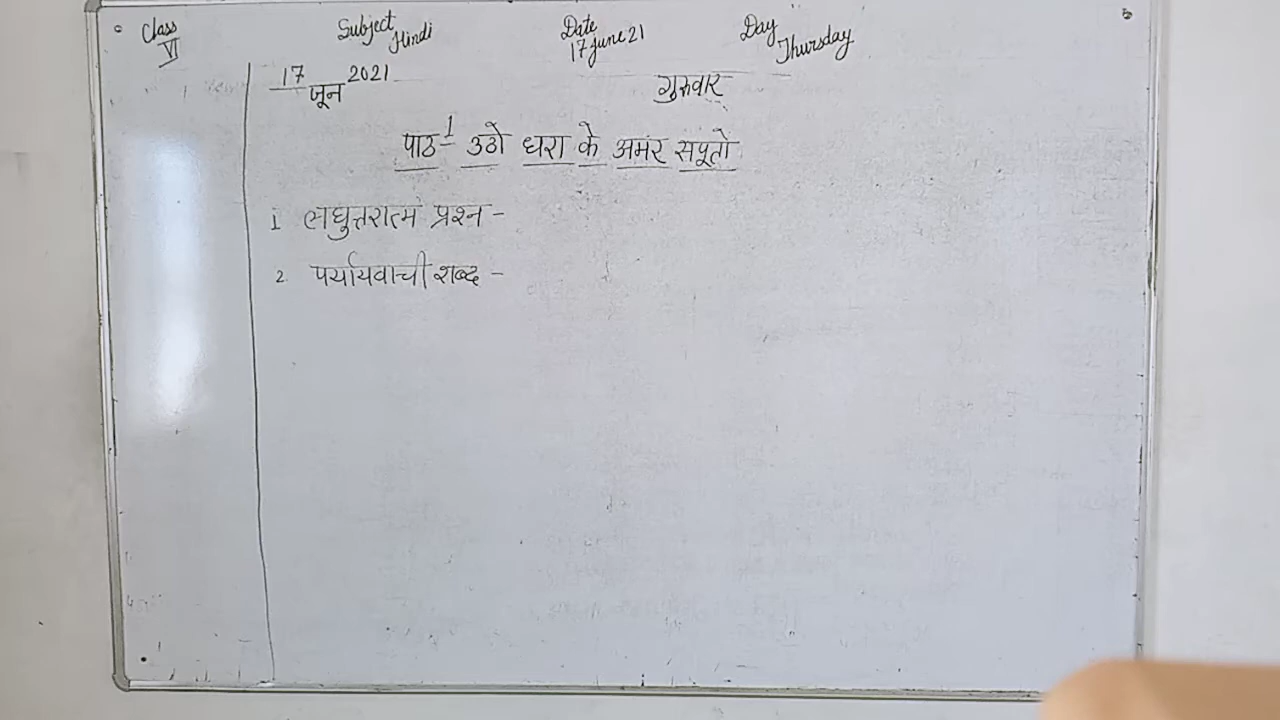 Class Subject Date Day
VI Hindi 17 June 21 Thursday
17 जून 2021 गुरुवार
पाठ-1 उठो धरा के अमर सपूतो
1 लघुत्तरात्म प्रश्न -
2. पर्यायवाची शब्द -